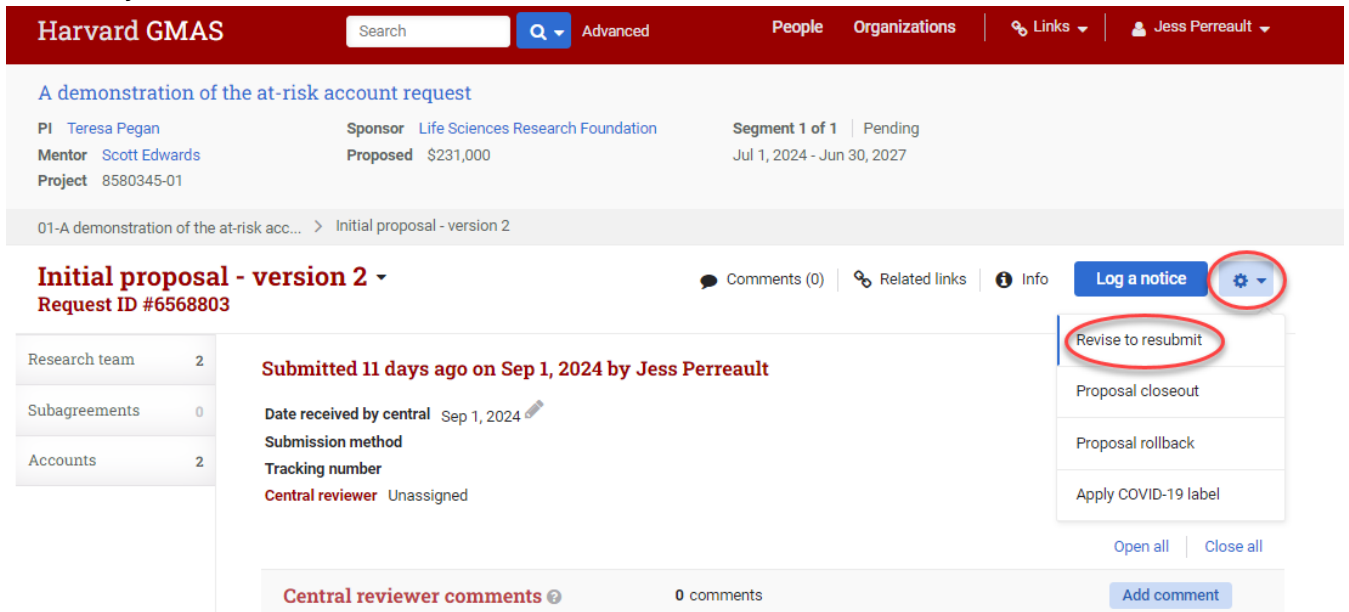 Harvard GMAS
Search
Advanced
People
Organizations
Links
Jess Perreault
A demonstration of the at-risk account request
PI Teresa Pegan
Sponsor Life Sciences Research Foundation
Segment 1 of 1 Pending
Mentor Scott Edwards
Proposed $231,000
Jul 1, 2024 - Jun 30, 2027
Project 8580345-01
01-A demonstration of the at-risk acc... > Initial proposal - version 2
Initial proposal - version 2
Request ID #6568803
Comments (0)
Related links
Info
Log a notice
Revise to resubmit
Proposal closeout
Proposal rollback
Apply COVID-19 label
Research team 2
Subagreements 0
Accounts 2
Submitted 11 days ago on Sep 1, 2024 by Jess Perreault
Date received by central Sep 1, 2024
Submission method
Tracking number
Central reviewer Unassigned
Open all
Close all
Central reviewer comments
0 comments
Add comment